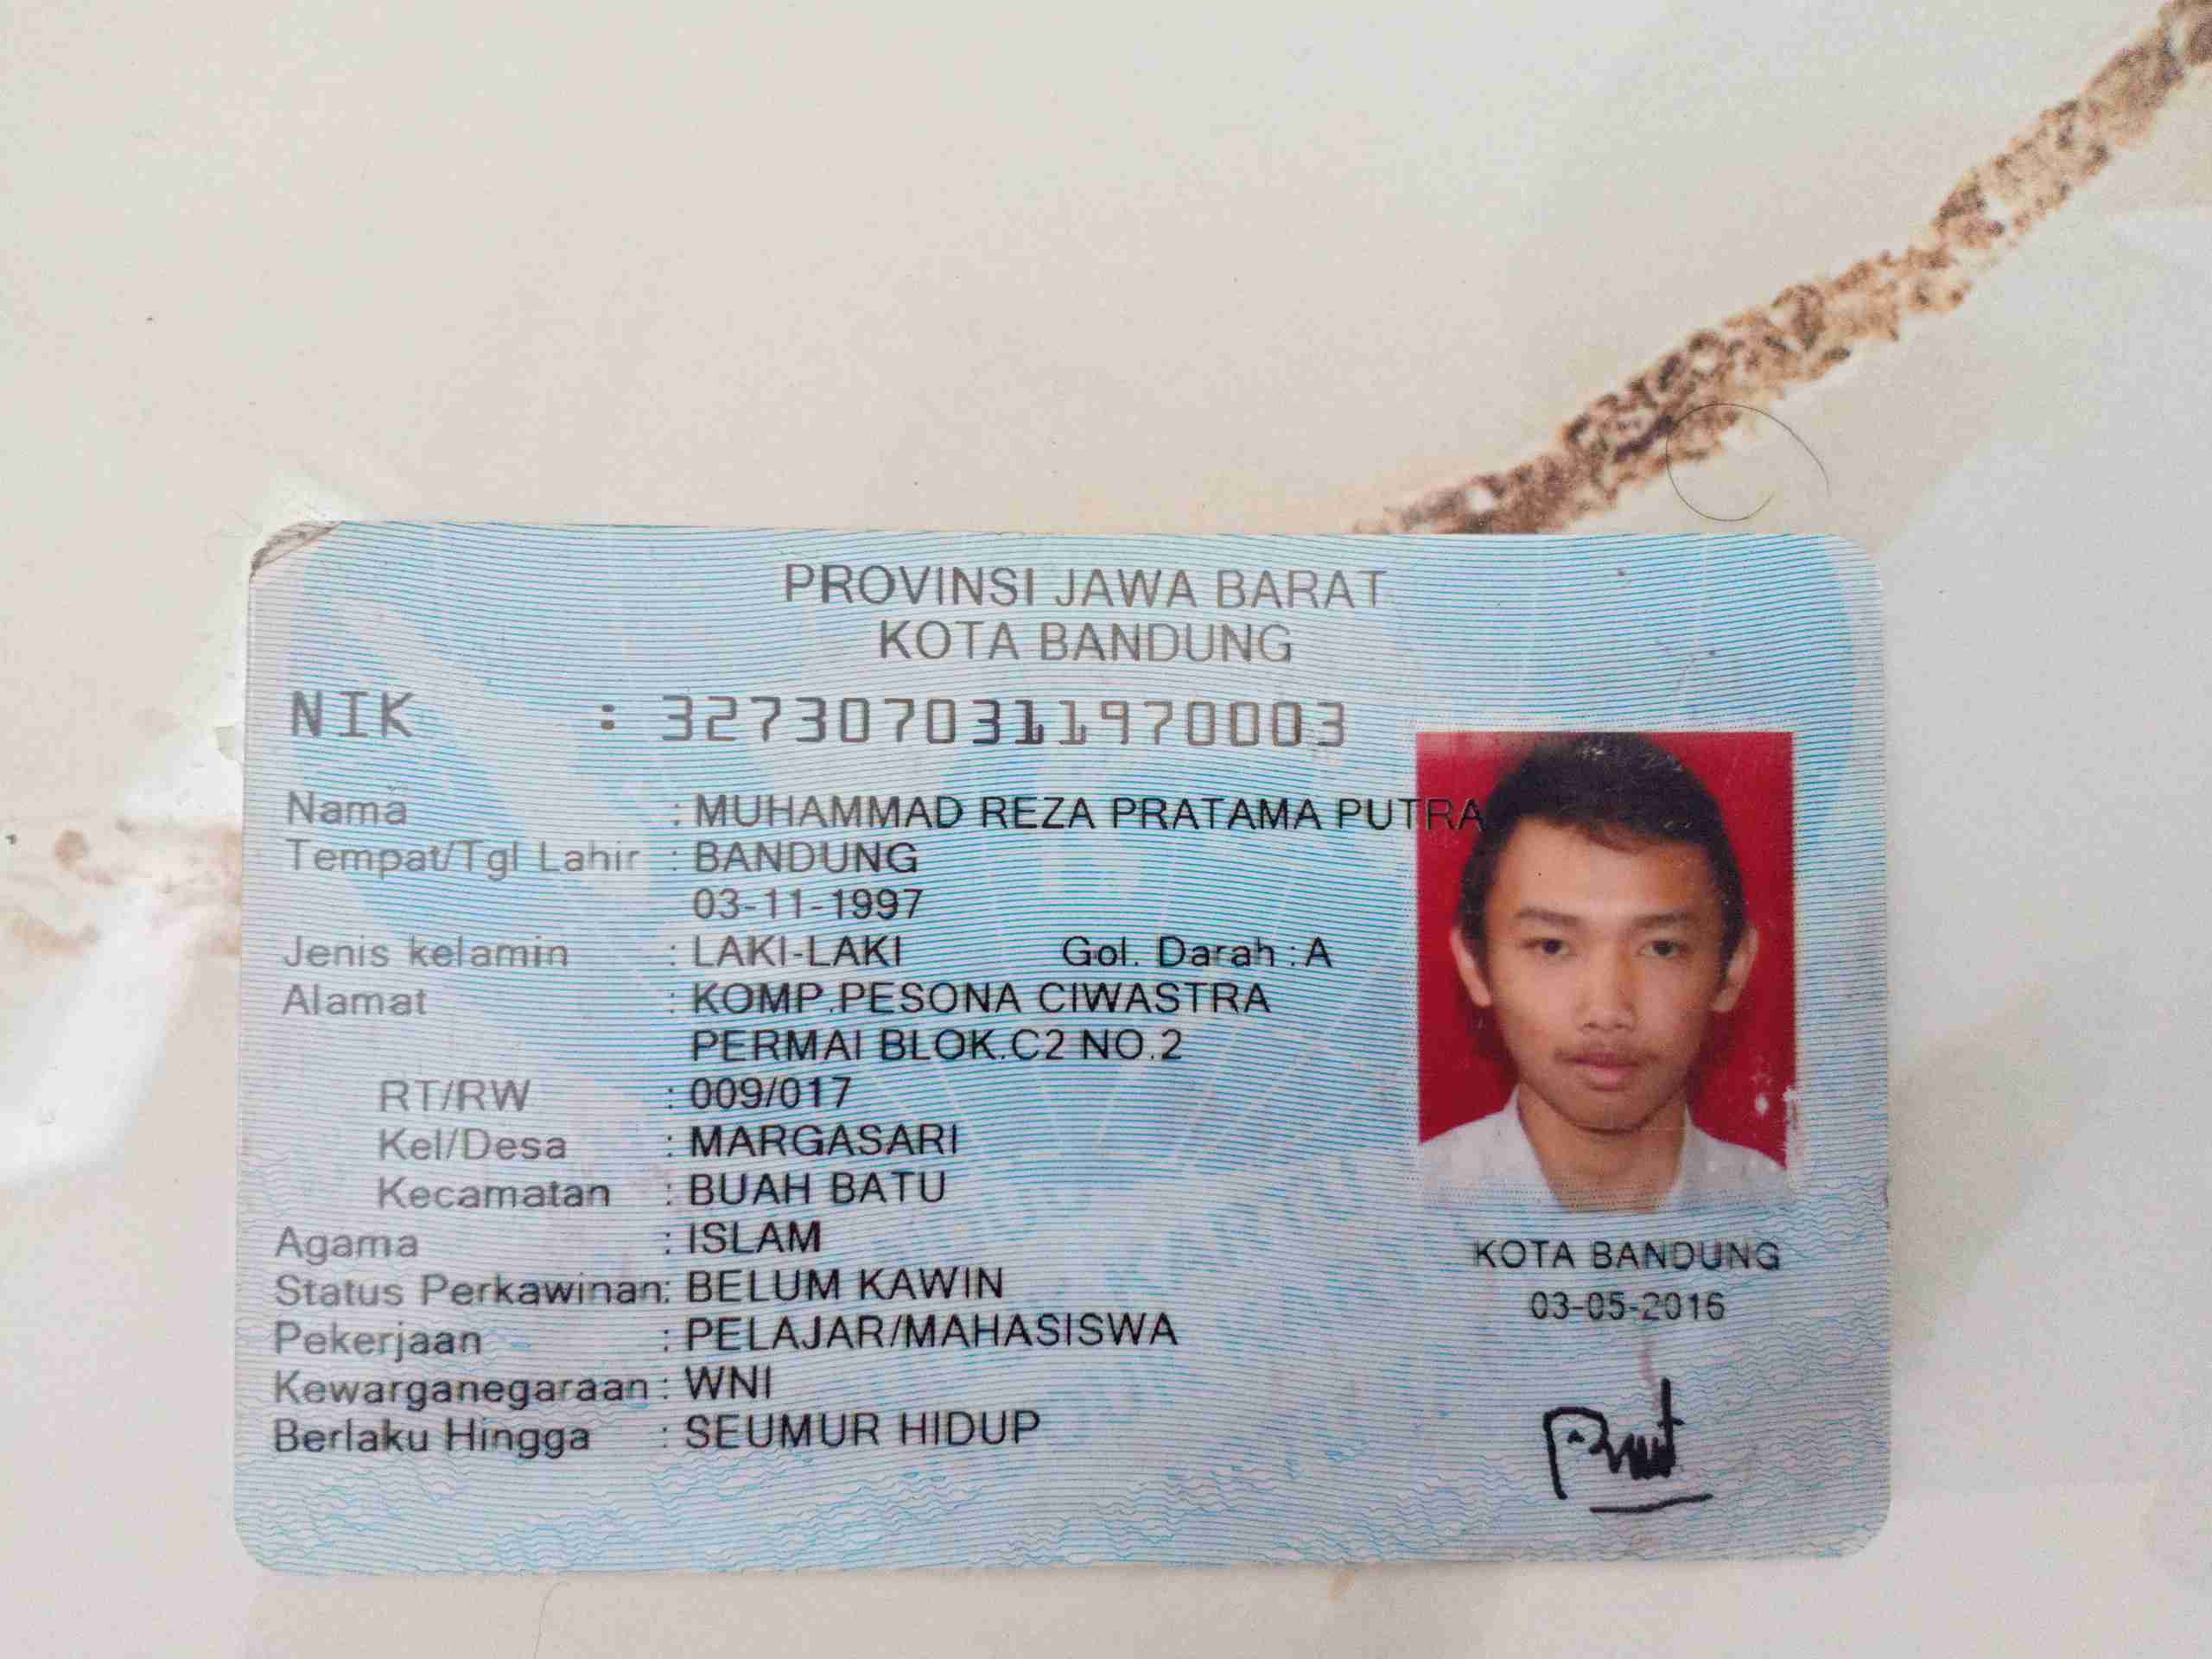 PROVINSI JAWA BARAT
KOTA BANDUNG
NIK : 3273070311970003
Nama : MUHAMMAD REZA PRATAMA PUTRA
Tempat/Tgl Lahir : BANDUNG
03-11-1997
Jenis kelamin : LAKI-LAKI Gol. Darah : A
Alamat : KOMP.PESONA CIWASTRA
PERMAI BLOK.C2 NO.2
RT/RW : 009/017
Kel/Desa : MARGASARI
Kecamatan : BUAH BATU
Agama : ISLAM
Status Perkawinan: BELUM KAWIN
Pekerjaan : PELAJAR/MAHASISWA
Kewarganegaraan : WNI
Berlaku Hingga : SEUMUR HIDUP
KOTA BANDUNG
03-05-2016